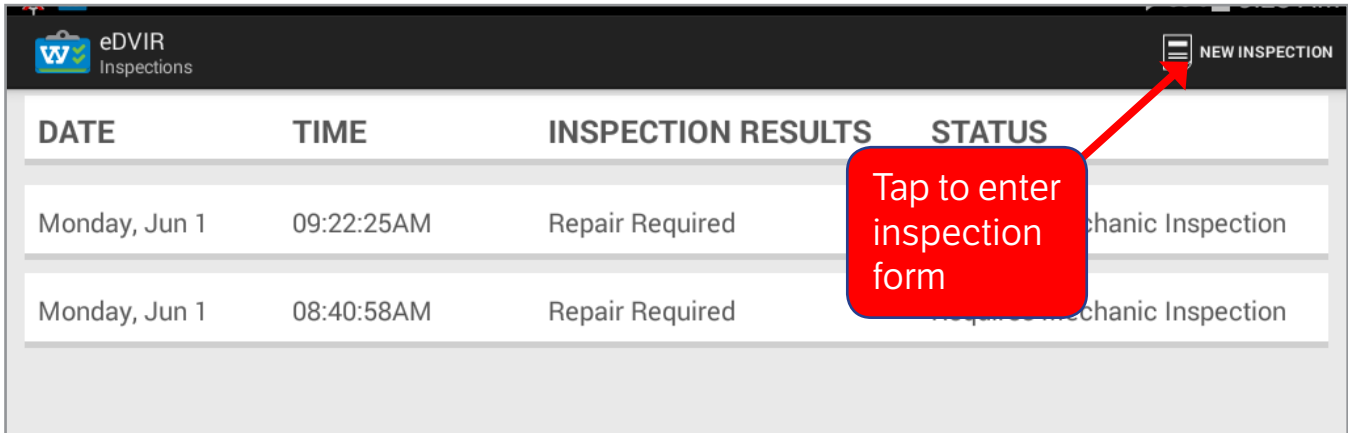 eDVIR
Inspections
NEW INSPECTION
DATE TIME INSPECTION RESULTS STATUS
Monday, Jun 1 09:22:25AM Repair Required Inspection
Monday, Jun 1 08:40:58AM Repair Required Requires Mechanic Inspection
Tap to enter
inspection
form